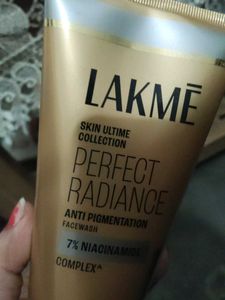 LAKMĒ
SKIN ULTIME
COLLECTION
PERFECT
RADIANCE
ANTI PIGMENTATION
FACEWASH
7% NIACINAMIDE
COMPLEX^